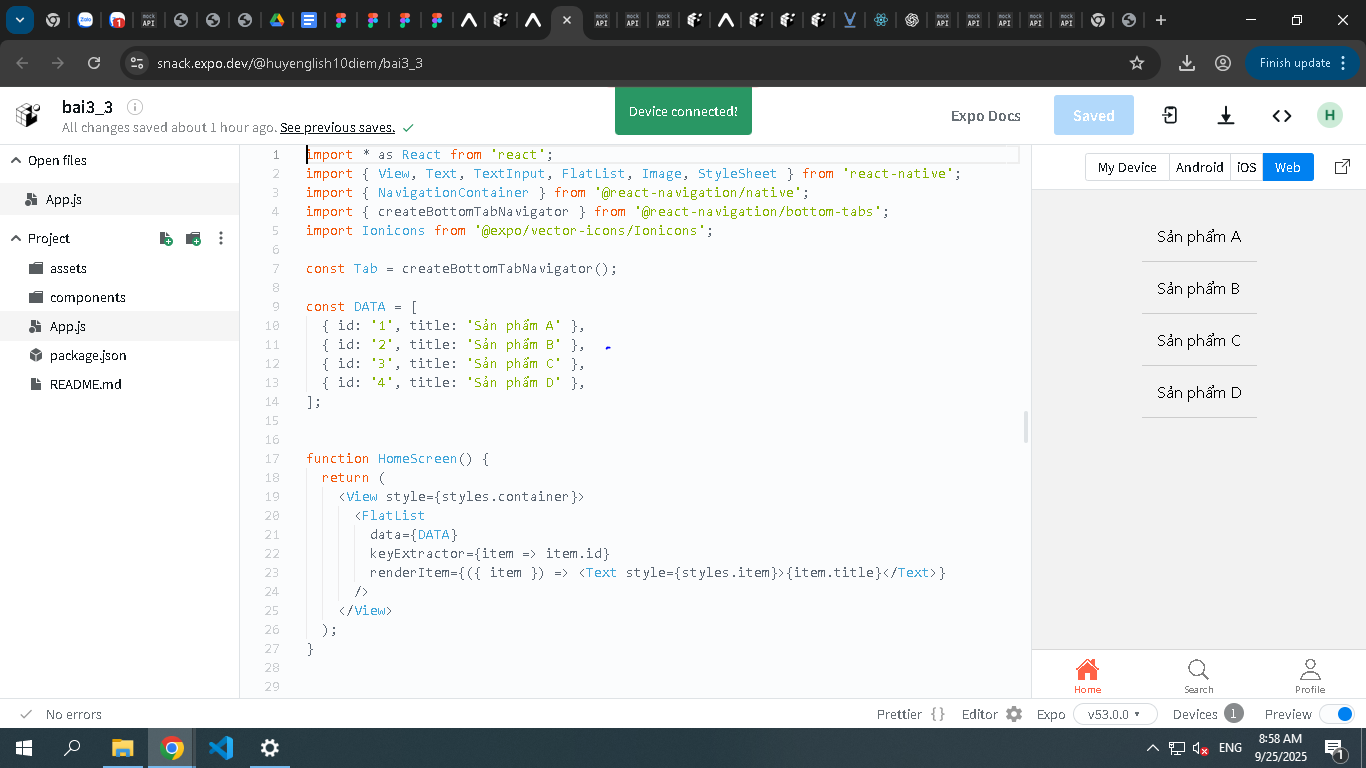 snack.expo.dev/@huyenglish10diem/bai3_3
Finish update
bai3_3
All changes saved about 1 hour ago. See previous saves.
Device connected!
Expo Docs
Saved
H
Open files
App.js
Project
assets
components
App.js
package.json
README.md
1 import * as React from 'react';
2 import { View, Text, TextInput, FlatList, Image, StyleSheet } from 'react-native';
3 import { NavigationContainer } from '@react-navigation/native';
4 import { createBottomTabNavigator } from '@react-navigation/bottom-tabs';
5 import Ionicons from '@expo/vector-icons/Ionicons';
6
7 const Tab = createBottomTabNavigator();
8
9 const DATA = [
10 { id: '1', title: 'Sản phẩm A' },
11 { id: '2', title: 'Sản phẩm B' },
12 { id: '3', title: 'Sản phẩm C' },
13 { id: '4', title: 'Sản phẩm D' },
14 ];
15
16
17 function HomeScreen() {
18 return (
19 <View style={styles.container}>
20 <FlatList
21 data={DATA}
22 keyExtractor={item => item.id}
23 renderItem={({ item }) => <Text style={styles.item}>{item.title}</Text>}
24 />
25 </View>
26 );
27 }
28
29
My Device Android iOS Web
Sản phẩm A
Sản phẩm B
Sản phẩm C
Sản phẩm D
Home Search Profile
No errors
Prettier {} Editor Expo v53.0.0 Devices 1 Preview
ENG
8:58 AM
9/25/2025
1